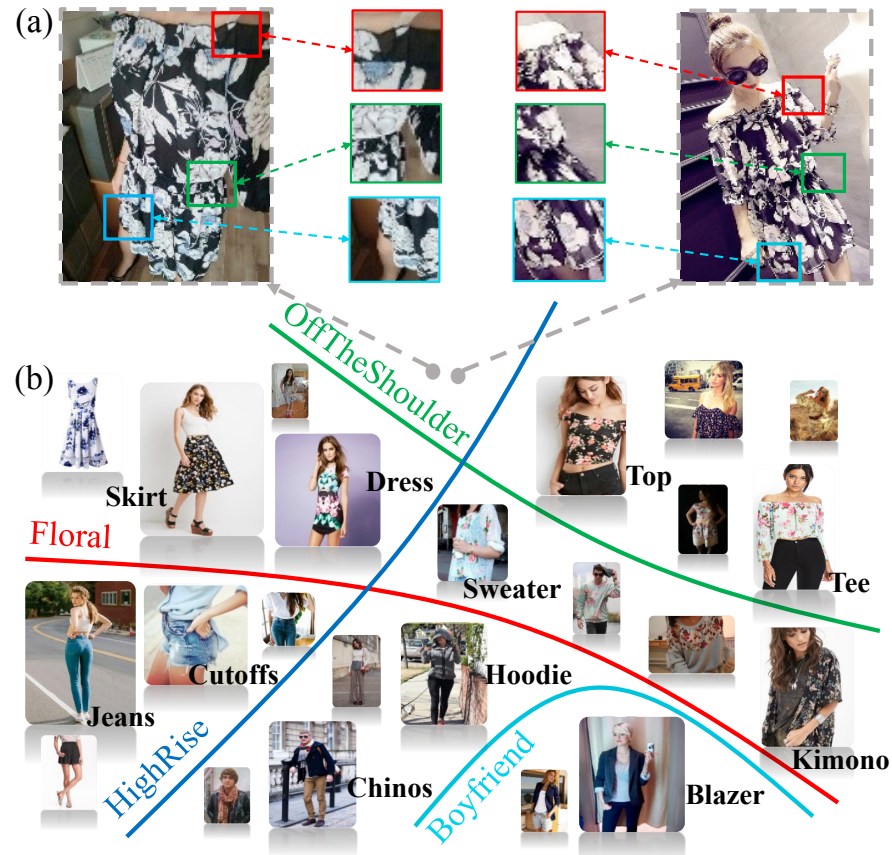 (a)
OffTheShoulder
(b)
Skirt
Dress
Top
Floral
Sweater
Tee
Jeans
Cutoffs
Hoodie
HighRise
Chinos
Boyfriend
Blazer
Kimono